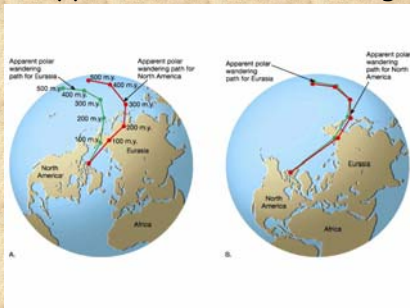 Apparent polar
wandering
path for Eurasia
Apparent polar
wandering path for
North America
500 m.y.
500 m.y.
400 m.y.
400 m.y.
300 m.y.
300 m.y.
200 m.y.
200 m.y.
100 m.y.
100 m.y.
North
America
Eurasia
Africa
A.
Apparent polar
wandering
path for Eurasia
Apparent polar
wandering
path for North
America
North
America
Eurasia
Africa
B.